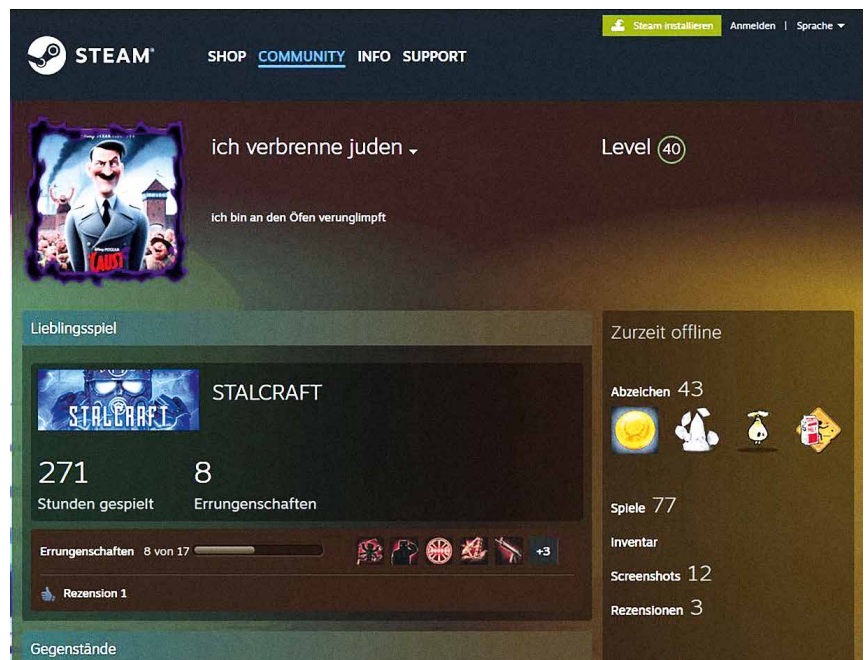 Steam installieren Anmelden | Sprache
STEAM® SHOP COMMUNITY INFO SUPPORT
ich verbrenne juden
Level 40
ich bin an den Öfen verunglimpft
CAUST
Lieblingsspiel
Zurzeit offline
STALCRAFT
STALCRAFT
Abzeichen 43
271
Stunden gespielt
8
Errungenschaften
Spiele 77
Inventar
Errungenschaften 8 von 17
+3
Screenshots 12
Rezension 1
Rezensionen 3
Gegenstände